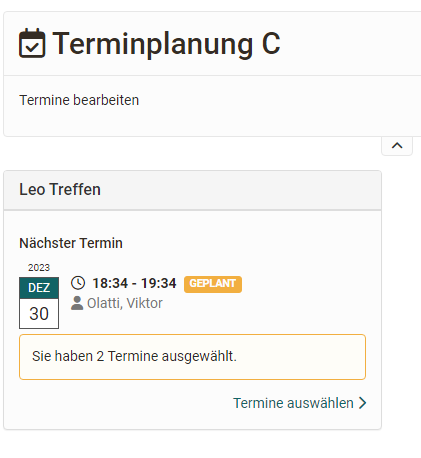 Terminplanung C
Termine bearbeiten
Leo Treffen
Nächster Termin
2023
DEZ
30
18:34 - 19:34 GEPLANT
Olatti, Viktor
Sie haben 2 Termine ausgewählt.
Termine auswählen